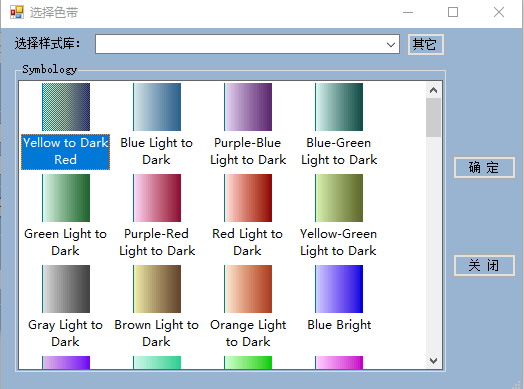 选择色带
选择样式库：
其它
Symbology
Yellow to Dark
Red
Blue Light to
Dark
Purple-Blue
Light to Dark
Blue-Green
Light to Dark
Green Light to
Dark
Purple-Red
Light to Dark
Red Light to
Dark
Yellow-Green
Light to Dark
Gray Light to
Dark
Brown Light to
Dark
Orange Light
to Dark
Blue Bright
确 定
关 闭